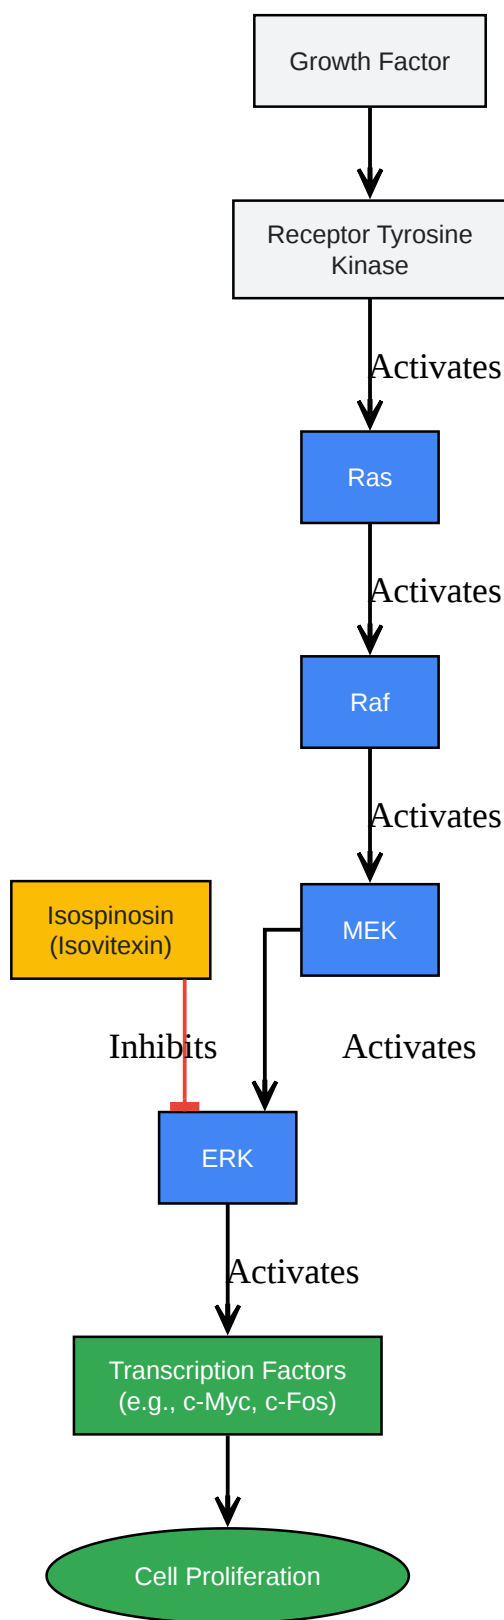 Growth Factor
Receptor Tyrosine
Kinase
Activates
Ras
Activates
Raf
Activates
Isospinosin
(Isovitexin)
MEK
Inhibits
Activates
ERK
Activates
Transcription Factors
(e.g., c-Myc, c-Fos)
Cell Proliferation